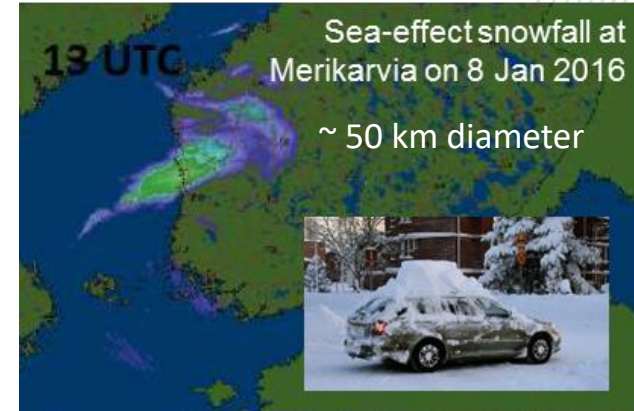 Sea-effect snowfall at
13 UTC Merikarvia on 8 Jan 2016
~ 50 km diameter